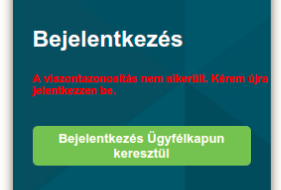 Bejelentkezés
A viszontazonosítás nem sikerült. Kérem újra
jelentkezzen be.
Bejelentkezés Ügyfélkapun
keresztül